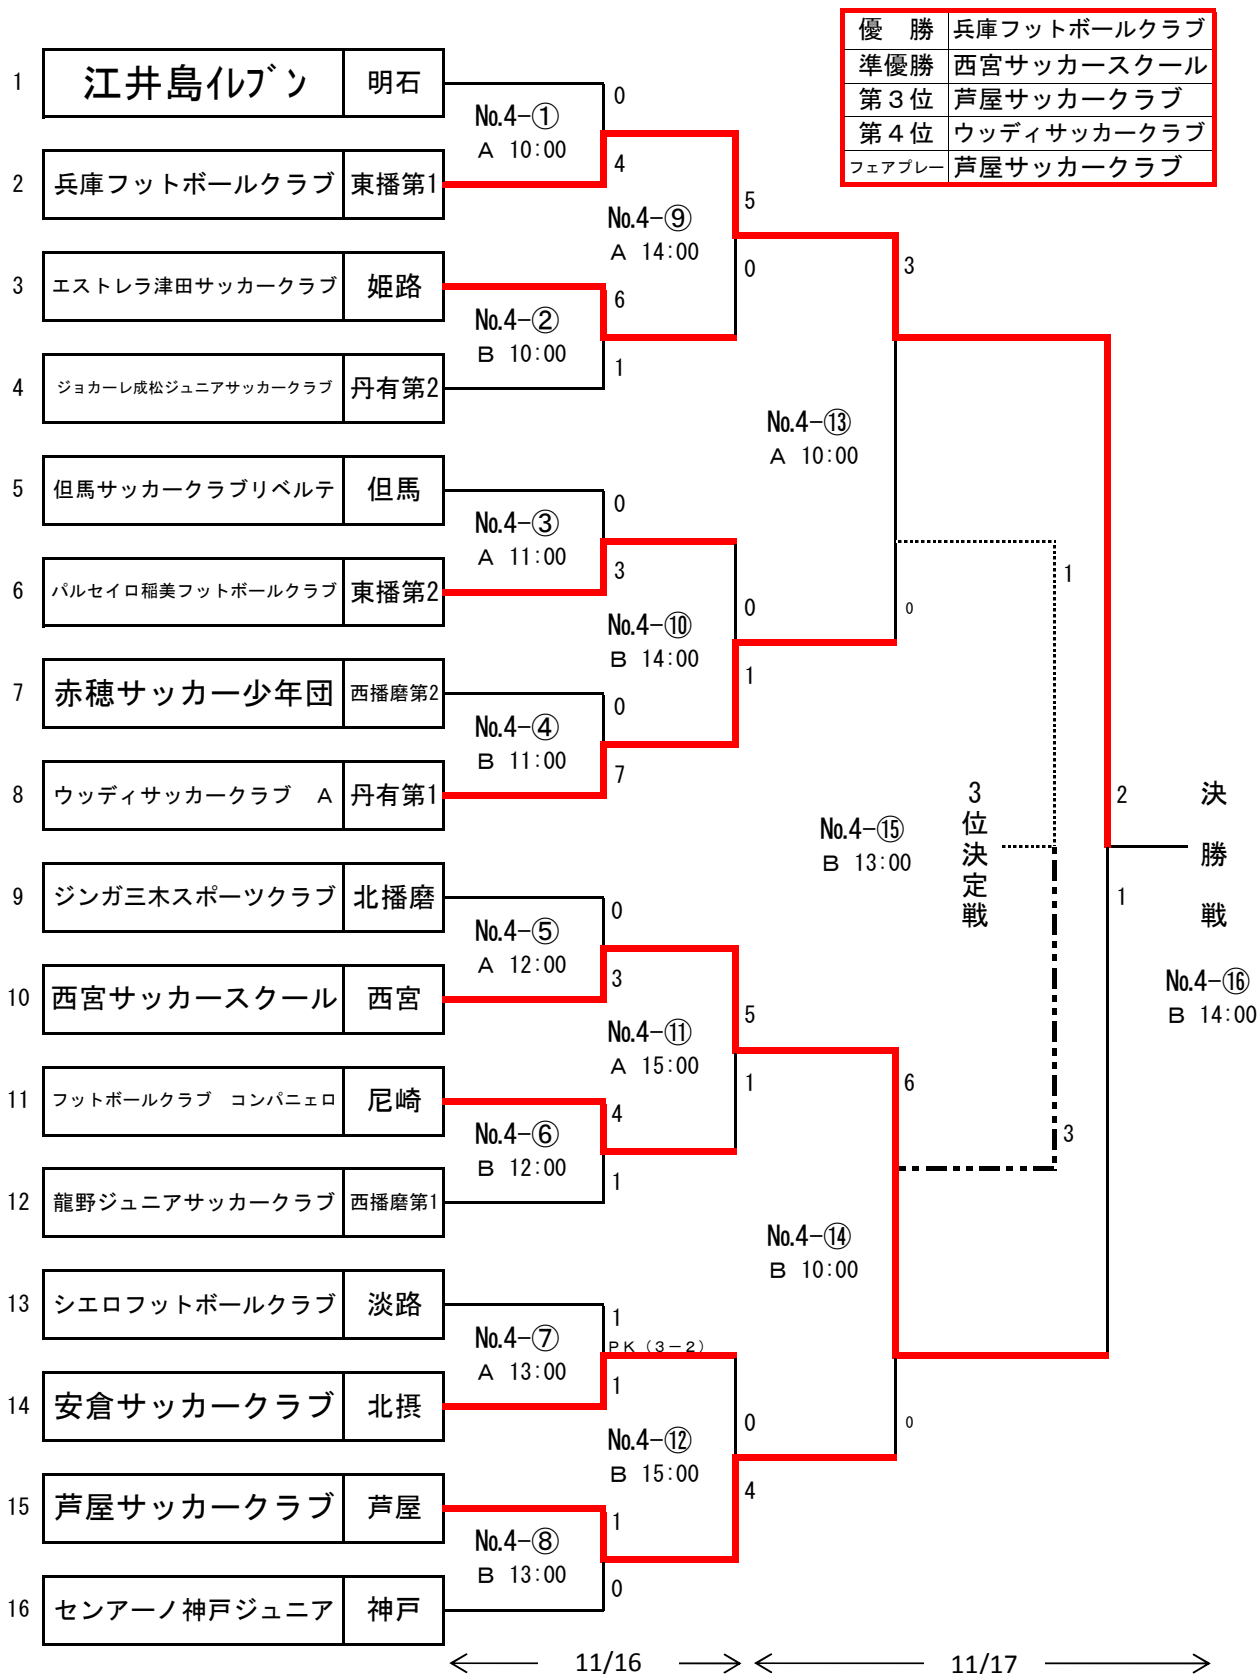 優　勝 兵庫フットボールクラブ
準優勝 西宮サッカースクール
第３位 芦屋サッカークラブ
第４位 ウッディサッカークラブ
フェアプレー 芦屋サッカークラブ
1 江井島ｲﾚﾌﾞﾝ 明石
0
No.4-①
A 10:00
4
2 兵庫フットボールクラブ 東播第1
5
No.4-⑨
A 14:00
0
3
3 エストレラ津田サッカークラブ 姫路
6
No.4-②
B 10:00
1
4 ジョカーレ成松ジュニアサッカークラブ 丹有第2
No.4-⑬
A 10:00
5 但馬サッカークラブリベルテ 但馬
0
No.4-③
A 11:00
3
1
6 パルセイロ稲美フットボールクラブ 東播第2
0
0
No.4-⑩
B 14:00
1
7 赤穂サッカー少年団 西播磨第2
0
No.4-④
B 11:00
7
8 ウッディサッカークラブ　A 丹有第1
3位決定戦
2
決勝戦
No.4-⑮
B 13:00
1
9 ジンガ三木スポーツクラブ 北播磨
0
No.4-⑤
A 12:00
3
No.4-⑯
B 14:00
10 西宮サッカースクール 西宮
5
No.4-⑪
A 15:00
1
6
11 フットボールクラブ　コンパニェロ 尼崎
4
No.4-⑥
B 12:00
1
3
12 龍野ジュニアサッカークラブ 西播磨第1
No.4-⑭
B 10:00
13 シエロフットボールクラブ 淡路
1
No.4-⑦
PK（3－2）
A 13:00
1
14 安倉サッカークラブ 北摂
0
0
No.4-⑫
B 15:00
4
15 芦屋サッカークラブ 芦屋
1
No.4-⑧
B 13:00
0
16 センアーノ神戸ジュニア 神戸
11/16
11/17